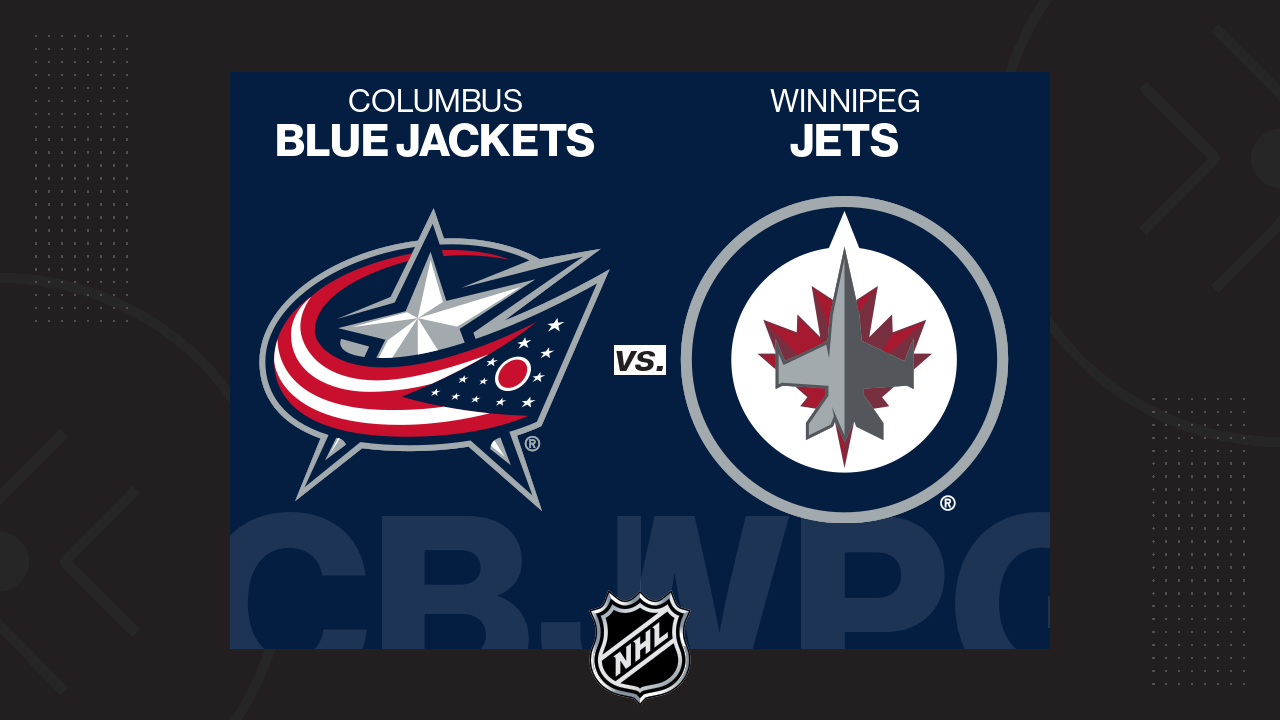 COLUMBUS
BLUE JACKETS
WINNIPEG
JETS
vs.
®
®
CBJ
WPG
NHL